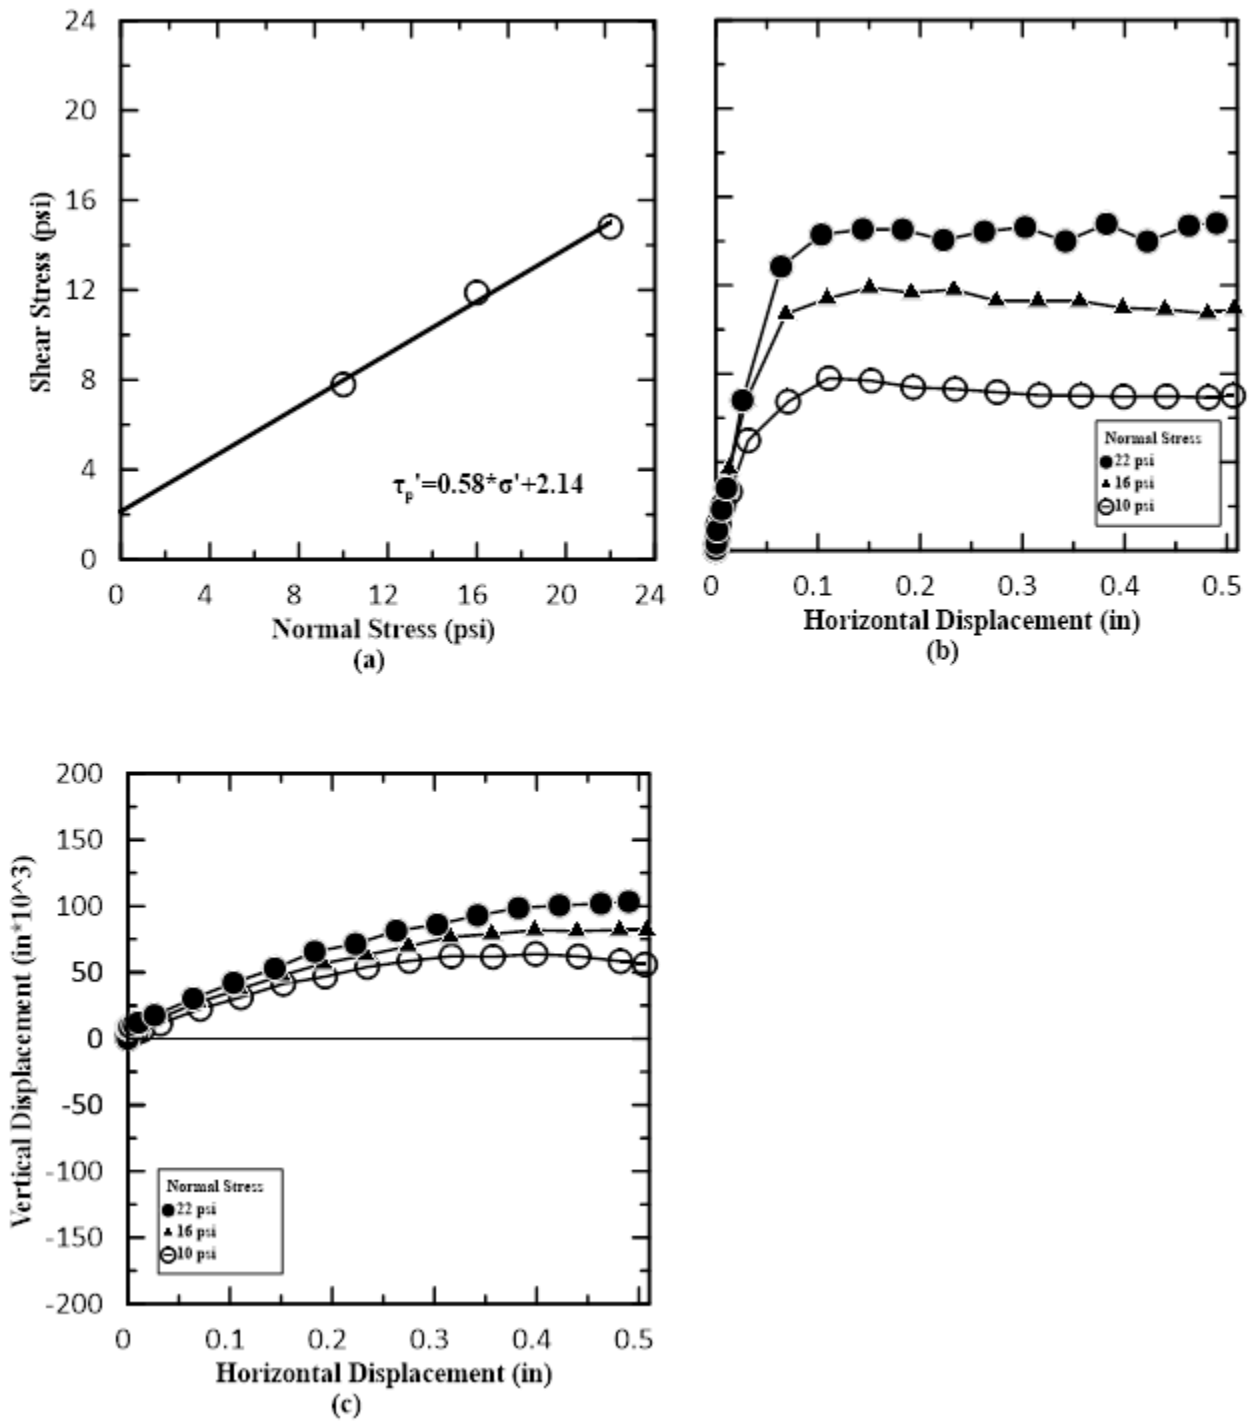 24
20
16
12
8
4
0
Shear Stress (psi)
τp'=0.58*σ'+2.14
0 4 8 12 16 20 24
Normal Stress (psi)
(a)
Normal Stress
22 psi
16 psi
10 psi
0 0.1 0.2 0.3 0.4 0.5
Horizontal Displacement (in)
(b)
200
150
100
50
0
-50
-100
-150
-200
Vertical Displacement (in*10^3)
Normal Stress
22 psi
16 psi
10 psi
0 0.1 0.2 0.3 0.4 0.5
Horizontal Displacement (in)
(c)